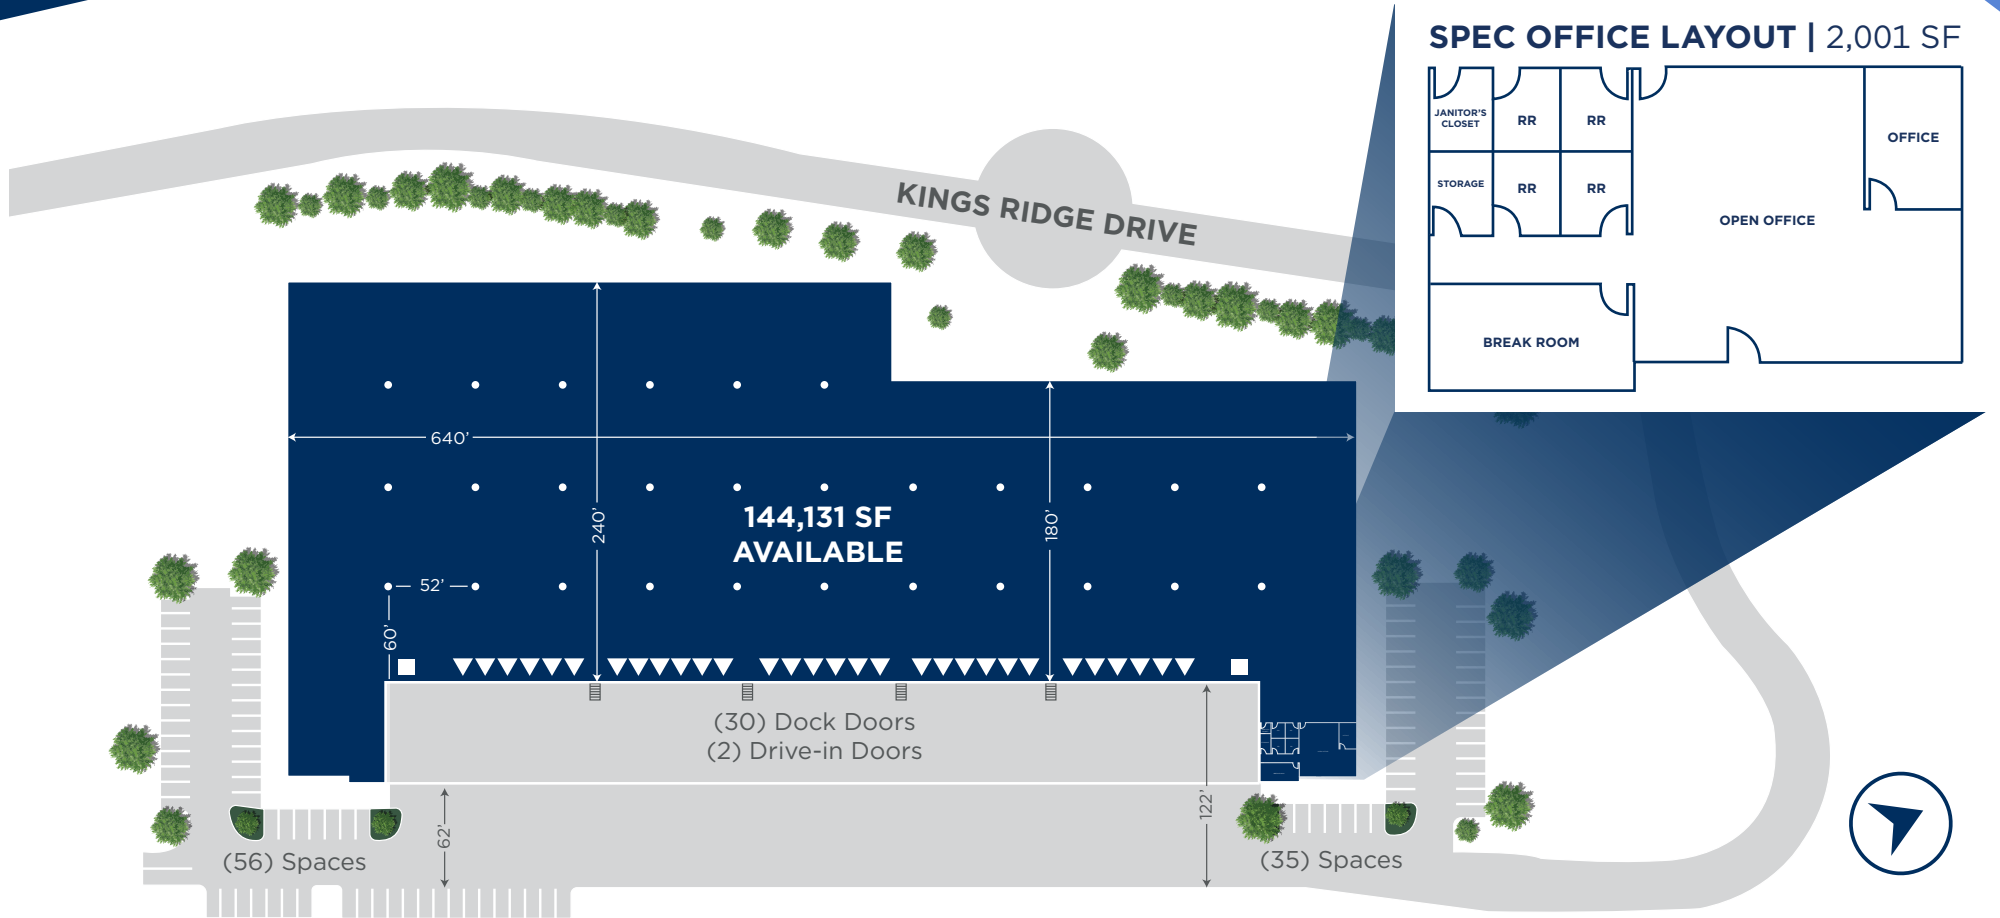 SPEC OFFICE LAYOUT | 2,001 SF
JANITOR'S
CLOSET
RR
RR
OFFICE
STORAGE
RR
RR
OPEN OFFICE
BREAK ROOM
KINGS RIDGE DRIVE
640'
240'
180'
144,131 SF
AVAILABLE
52'
60'
(30) Dock Doors
(2) Drive-in Doors
62'
122'
(56) Spaces
(35) Spaces